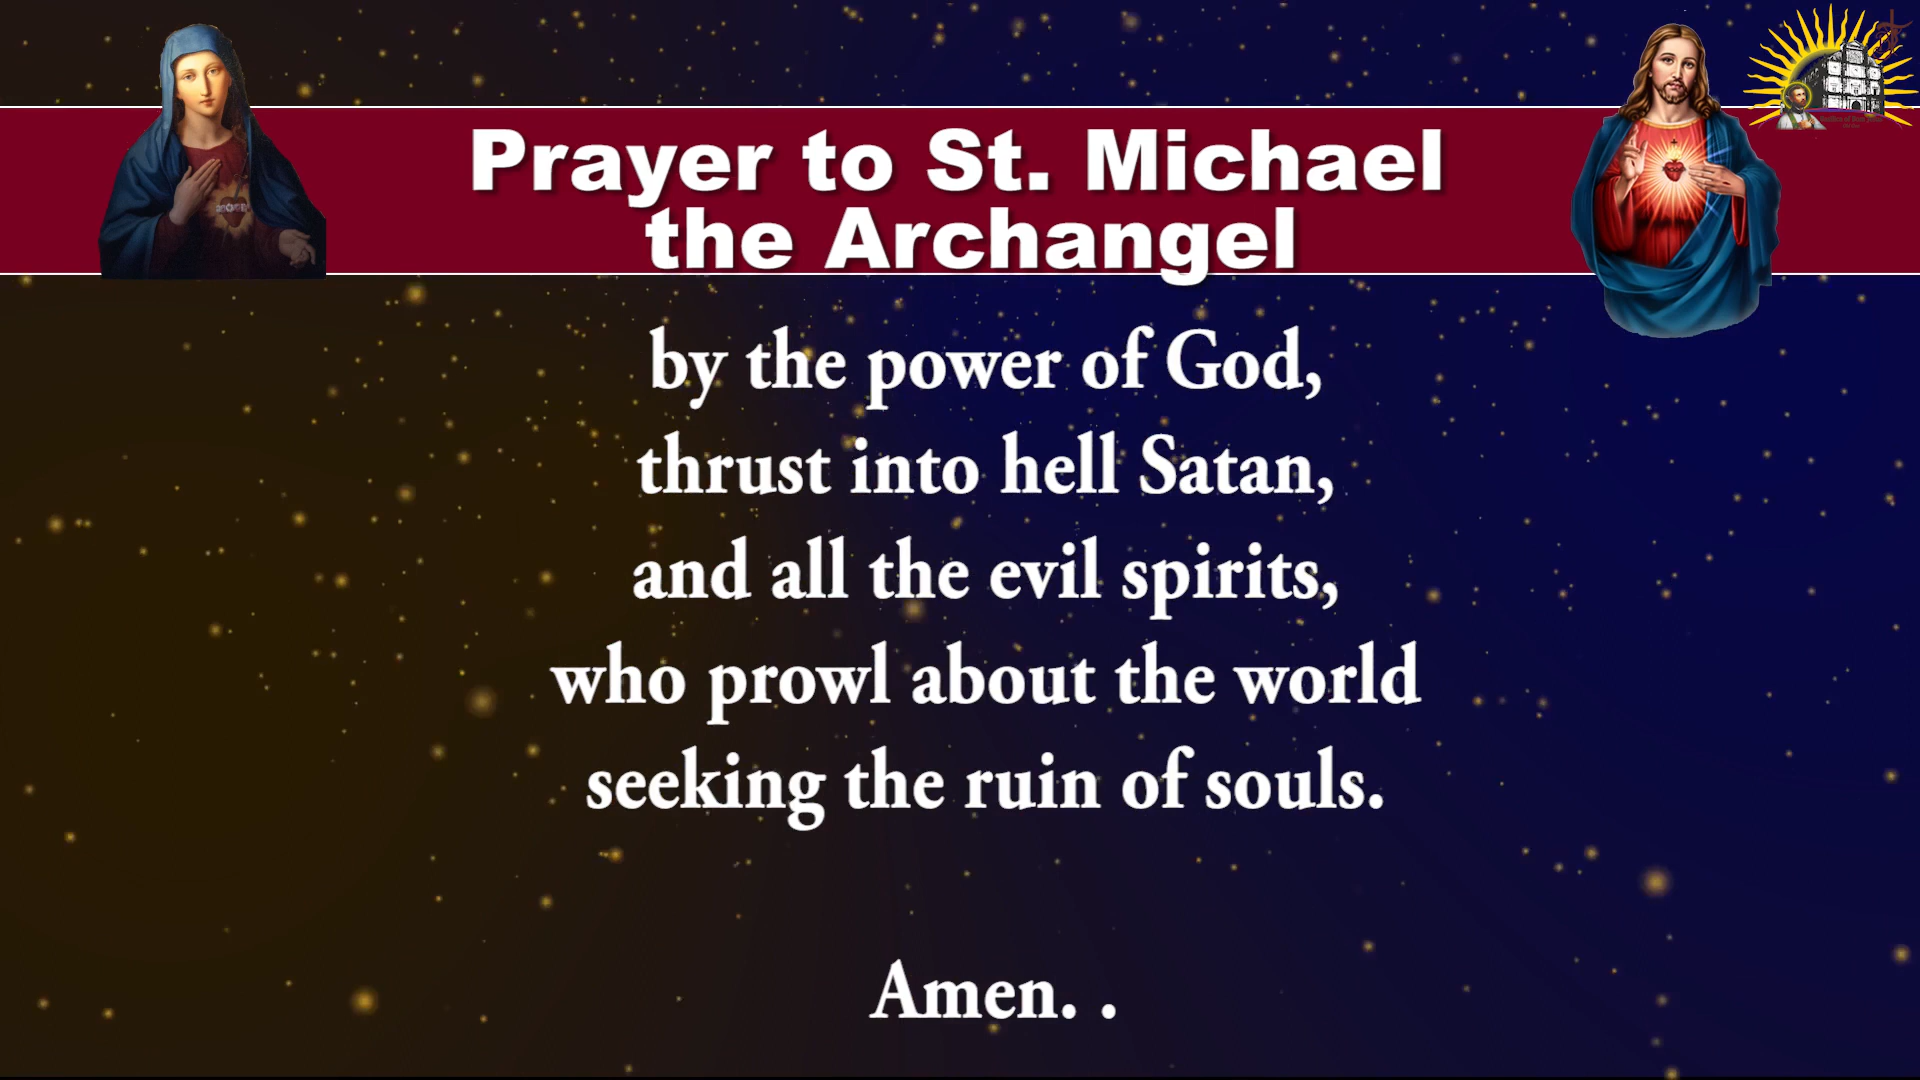 Prayer to St. Michael
the Archangel
by the power of God,
thrust into hell Satan,
and all the evil spirits,
who prowl about the world
seeking the ruin of souls.
Amen. .